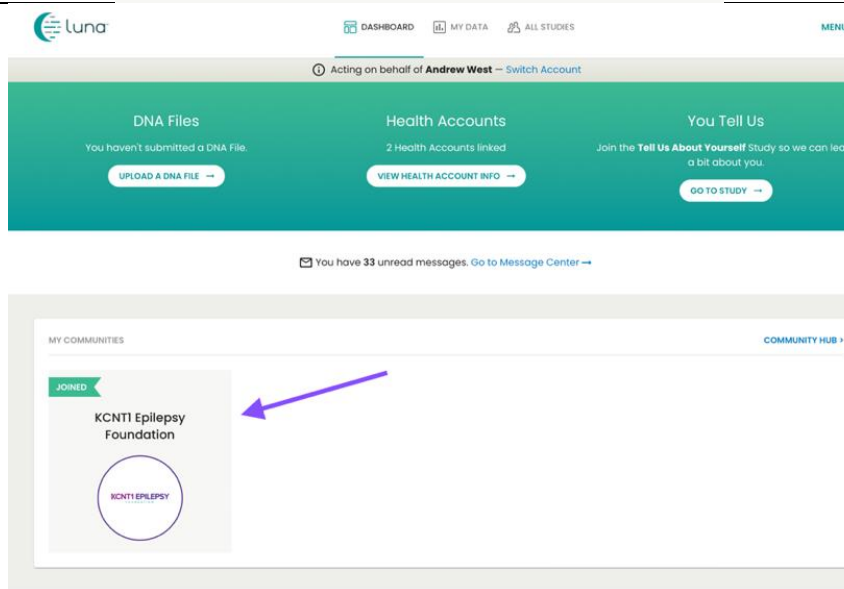 luna
DASHBOARD MY DATA ALL STUDIES MENU
Acting on behalf of Andrew West — Switch Account
DNA Files
You haven't submitted a DNA File.
UPLOAD A DNA FILE →
Health Accounts
2 Health Accounts linked
VIEW HEALTH ACCOUNT INFO →
You Tell Us
Join the Tell Us About Yourself Study so we can lea
a bit about you.
GO TO STUDY →
You have 33 unread messages. Go to Message Center →
MY COMMUNITIES
COMMUNITY HUB >
JOINED
KCNT1 Epilepsy
Foundation
KCNT1 EPILEPSY